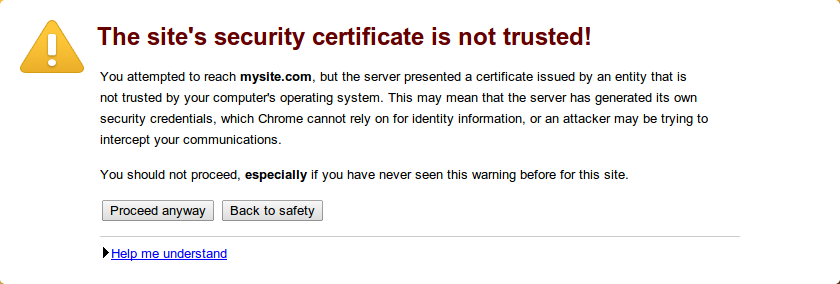 The site's security certificate is not trusted!
You attempted to reach mysite.com, but the server presented a certificate issued by an entity that is
not trusted by your computer's operating system. This may mean that the server has generated its own
security credentials, which Chrome cannot rely on for identity information, or an attacker may be trying to
intercept your communications.
You should not proceed, especially if you have never seen this warning before for this site.
Proceed anyway Back to safety
Help me understand